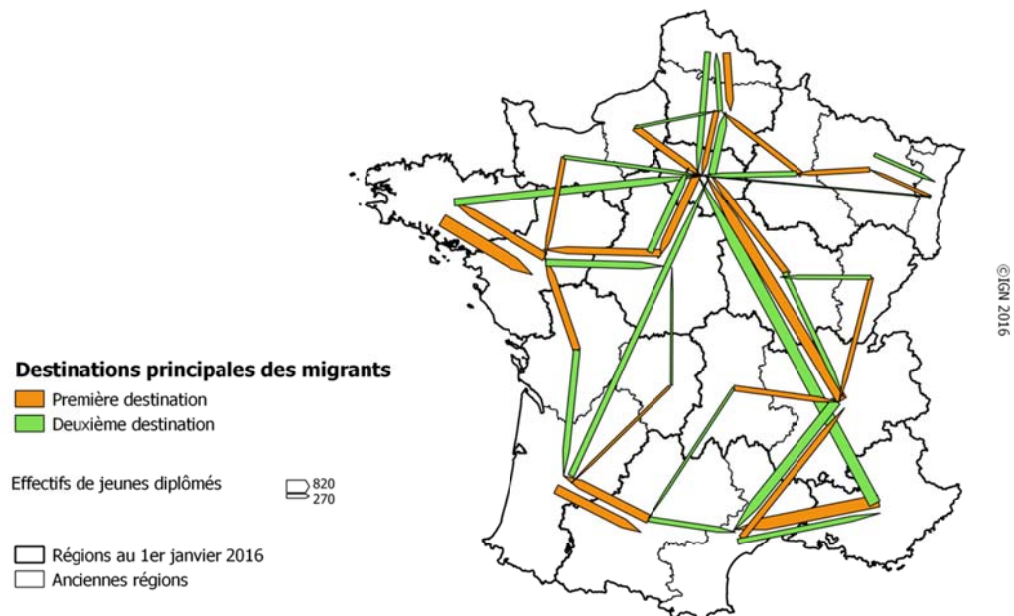 ©IGN 2016
Destinations principales des migrants
Première destination
Deuxième destination
Effectifs de jeunes diplômés
820
270
Régions au 1er janvier 2016
Anciennes régions